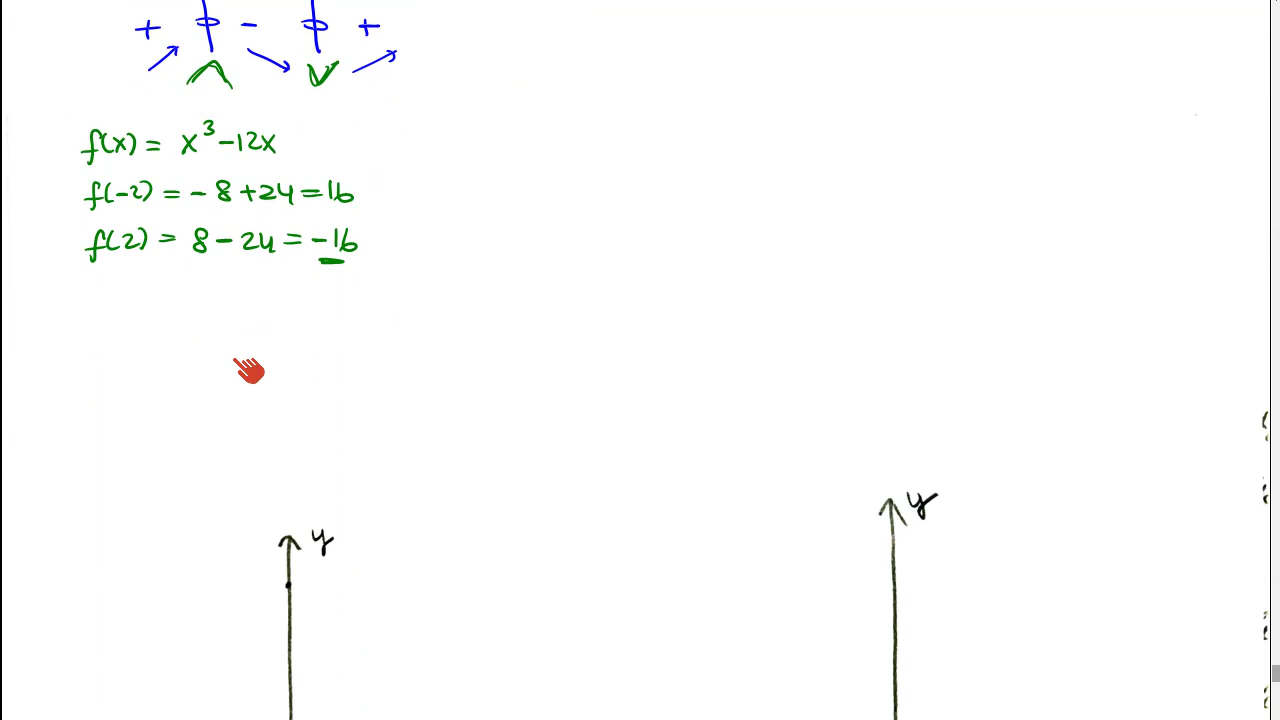 + - +
f(x) = x³ -12x
f(-2) = -8+24 =16
f(2) = 8 - 24 = -16
y
y